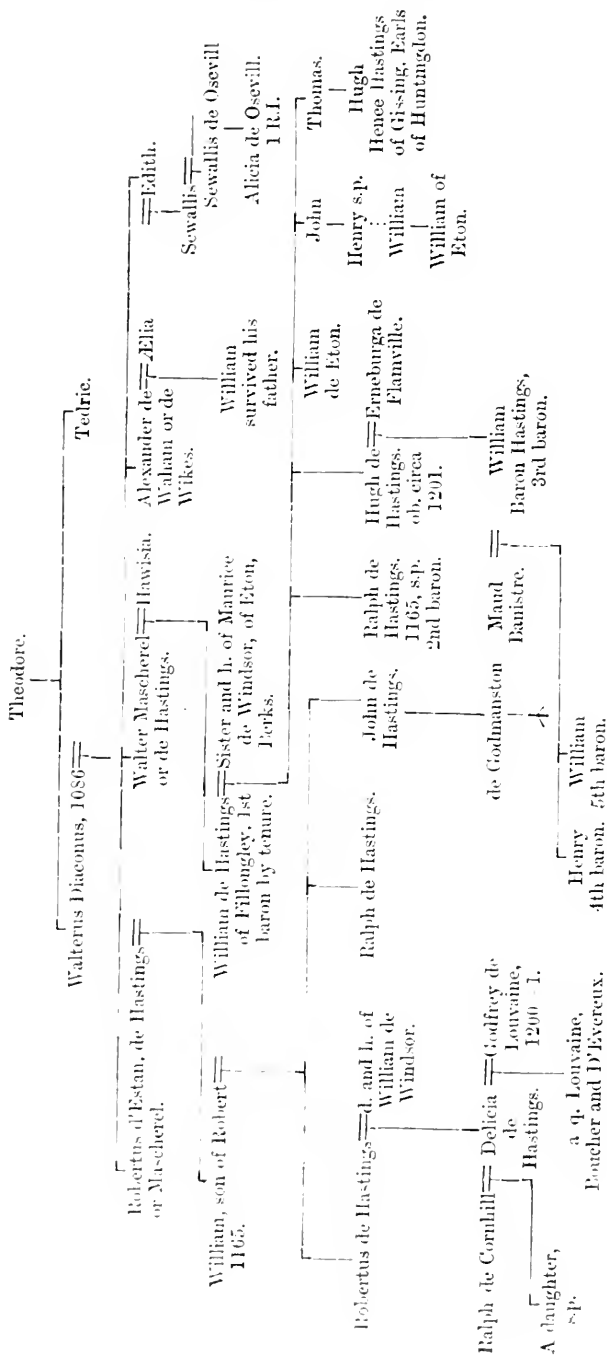 Theodore.
Walterus Diaconus, 1086
Tedric.
Robertus d'Estan, de Hastings
or Mascherel.
Walter Mascherel
or de Hastings.
Hawisia.
Alexander de
Waham or de
Wikes.
Ælia
Edith.
William, son of Robert
1165.
William de Hastings
of Fillongley, 1st
baron by tenure.
Sister and h. of Maurice
de Windsor, of Eton,
Berks.
William
survived his
father.
Sewallis
Sewallis de Osevill
Alicia de Osevill.
1 R.I.
Robertus de Hastings
d. and h. of
William de
Windsor.
Ralph de Hastings.
John de
Hastings.
Ralph de
Hastings.
1165, s.p.
2nd baron.
Hugh de
Hastings.
ob. circa
1201.
Erneburga de
Flamville.
William
de Eton.
John
Henry s.p.
William
William of
Eton.
Thomas.
Hugh
Henee Hastings
of Gissing, Earls
of Huntingdon.
Ralph de Cornhill
Delicia
de
Hastings.
Godfrey de
Louvaine,
1200-1.
de Godmanston
Maud
Banistre.
William
Baron Hastings,
3rd baron.
A daughter,
s.p.
a q. Louvaine,
Boucher and D'Evereux.
Henry
4th baron.
William
5th baron.